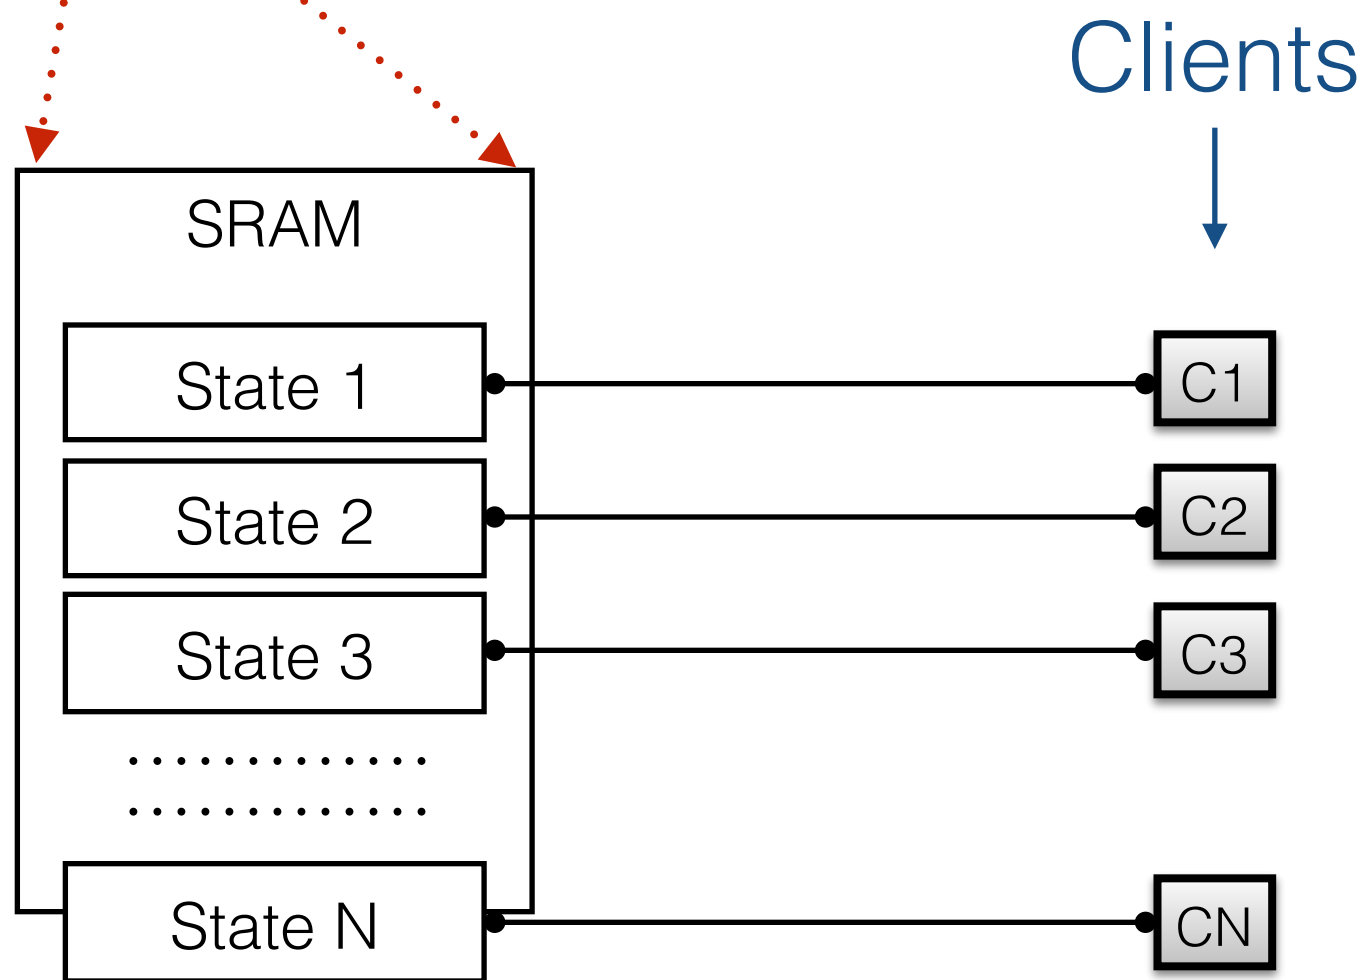 Clients
SRAM
State 1
C1
State 2
C2
State 3
C3
State N
CN